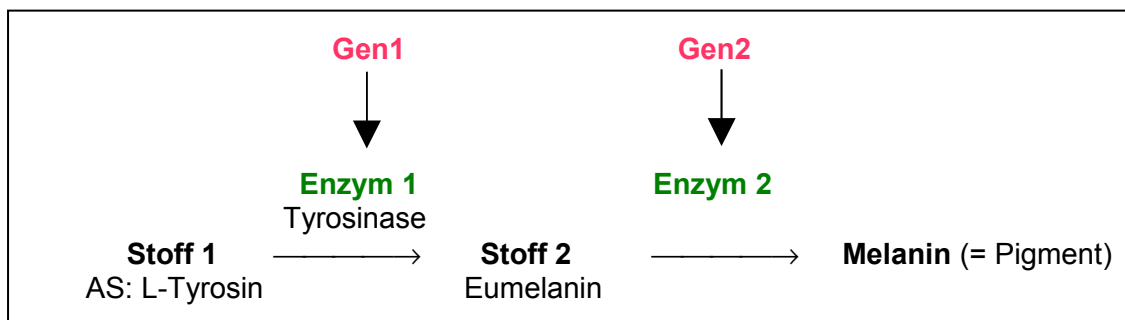 Gen1 Gen2
Enzym 1 Enzym 2
Tyrosinase
Stoff 1 Stoff 2 Melanin (= Pigment)
AS: L-Tyrosin Eumelanin